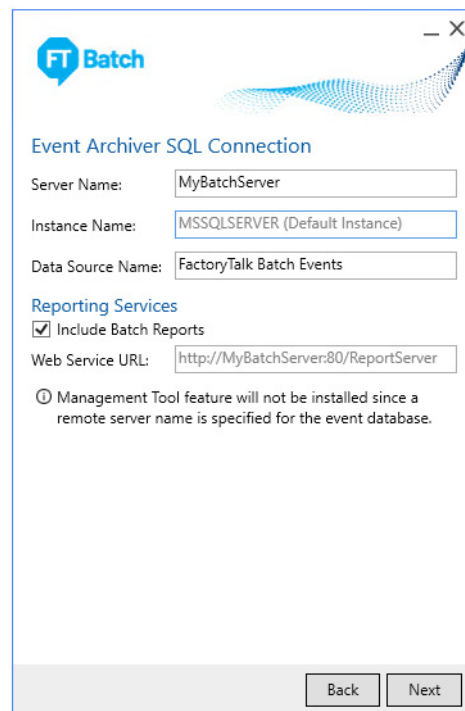 FT Batch
Event Archiver SQL Connection
Server Name: MyBatchServer
Instance Name: MSSQLSERVER (Default Instance)
Data Source Name: FactoryTalk Batch Events
Reporting Services
Include Batch Reports
Web Service URL: http://MyBatchServer:80/ReportServer
Management Tool feature will not be installed since a
remote server name is specified for the event database.
Back Next